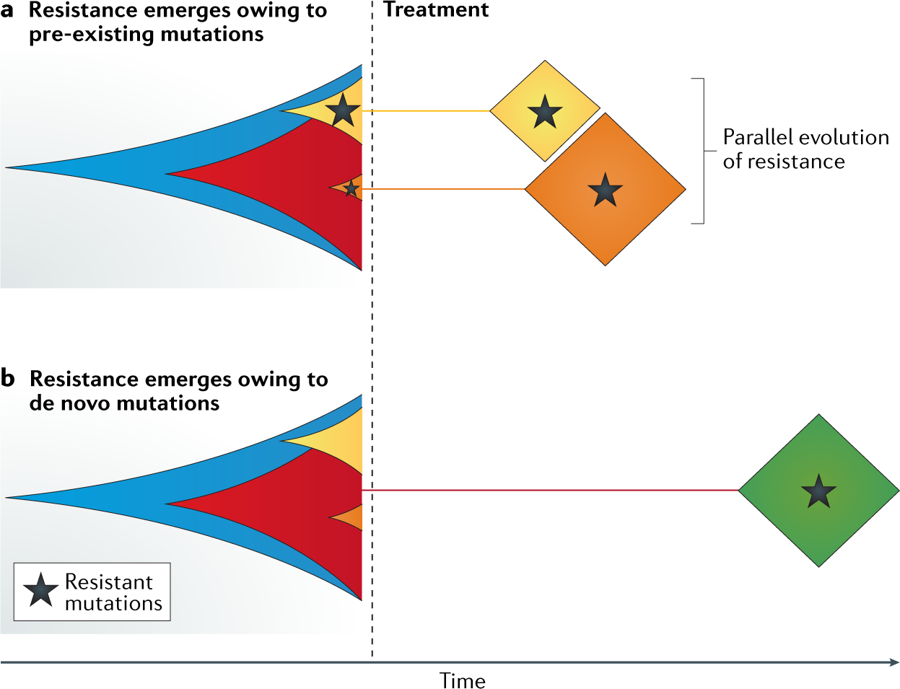 a Resistance emerges owing to
pre-existing mutations
Treatment
Parallel evolution
of resistance
b Resistance emerges owing to
de novo mutations
Resistant
mutations
Time